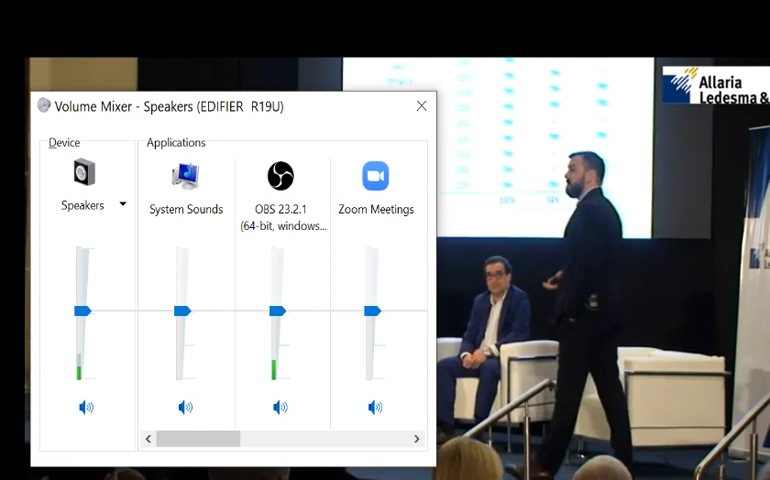 Volume Mixer - Speakers (EDIFIER R19U)
Device
Applications
Speakers
System Sounds
OBS 23.2.1
(64-bit, windows...
Zoom Meetings
Allaria
Ledesma &